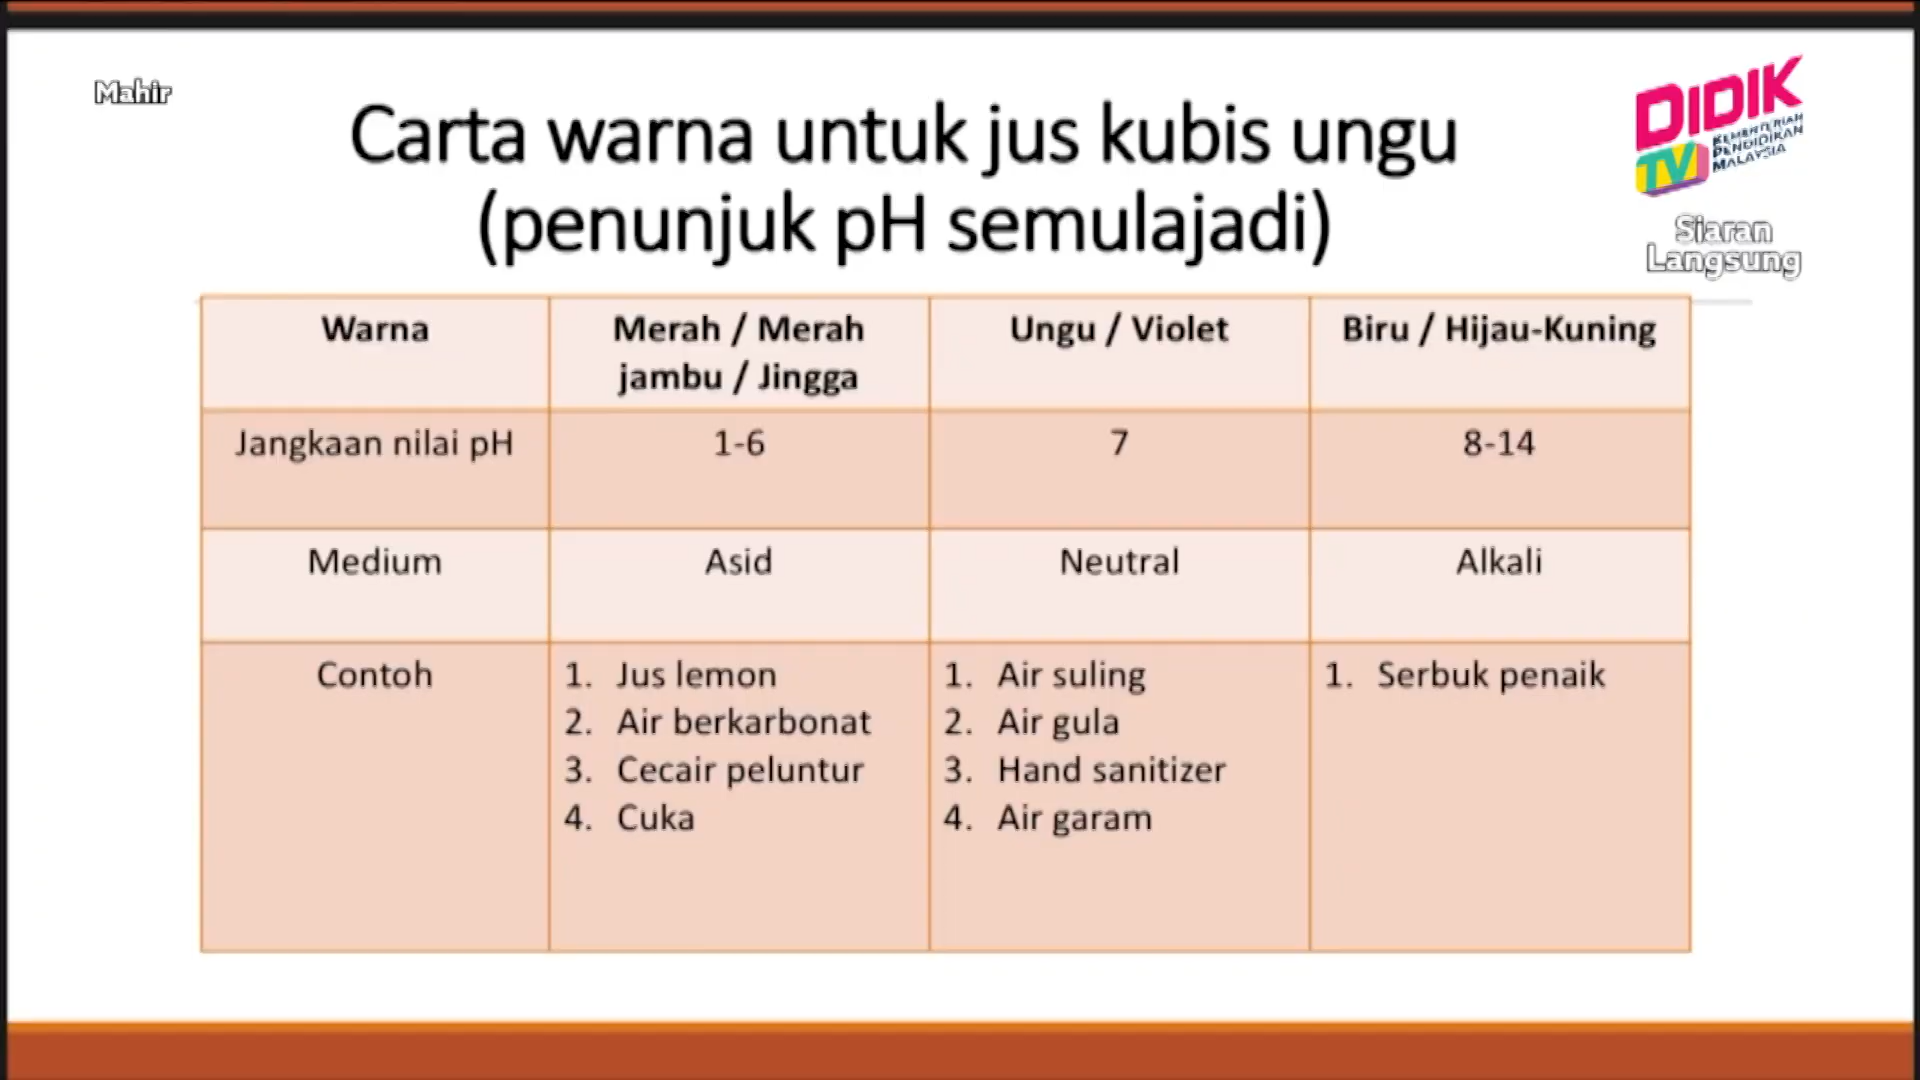 Mahir
DIDIK
TV
KEMENTERIAN
PENDIDIKAN
MALAYSIA
Siaran
Langsung
Carta warna untuk jus kubis ungu
(penunjuk pH semulajadi)
Warna
Merah / Merah
jambu / Jingga
Ungu / Violet
Biru / Hijau-Kuning
Jangkaan nilai pH
1-6
7
8-14
Medium
Asid
Neutral
Alkali
Contoh
1. Jus lemon
2. Air berkarbonat
3. Cecair peluntur
4. Cuka
1. Air suling
2. Air gula
3. Hand sanitizer
4. Air garam
1. Serbuk penaik